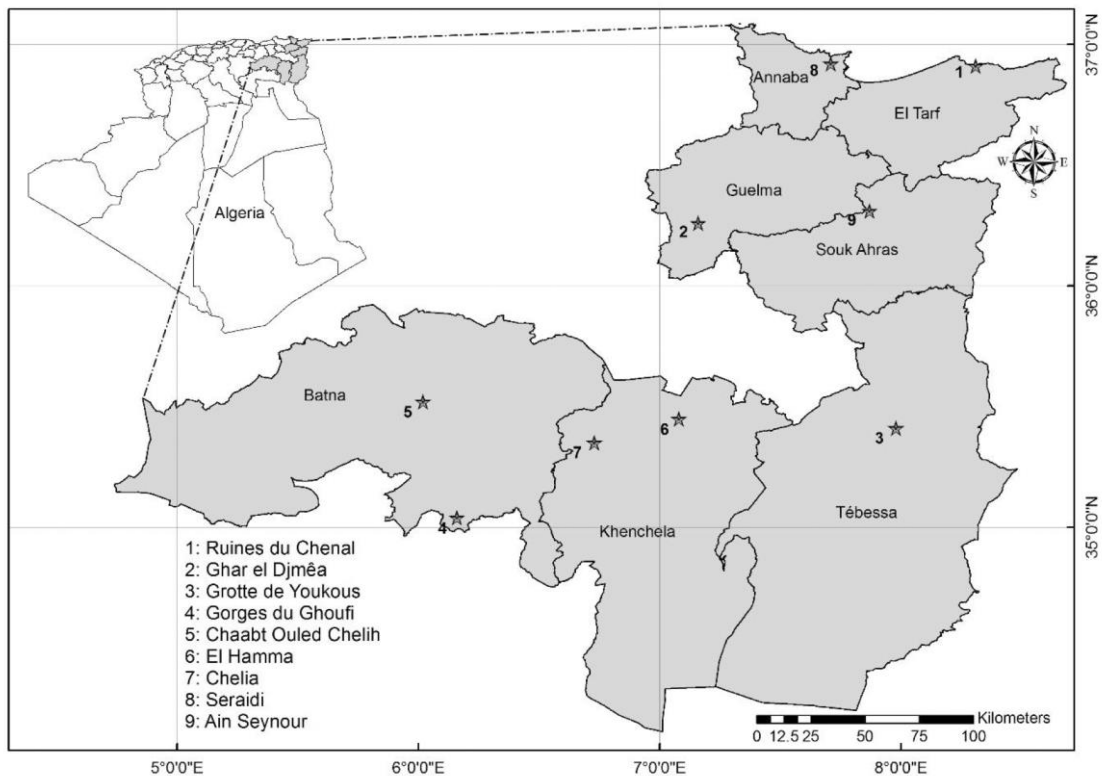 37°0'0"N
Annaba
8
1
El Tarf
N
W E
S
Algeria
Guelma
2
9
Souk Ahras
36°0'0"N
Batna
5
6
7
3
Tébessa
4
Khenchela
35°0'0"N
1: Ruines du Chenal
2: Ghar el Djmêa
3: Grotte de Youkous
4: Gorges du Ghoufi
5: Chaabt Ouled Chelih
6: El Hamma
7: Chelia
8: Seraidi
9: Ain Seynour
Kilometers
0 12.5 25 50 75 100
5°0'0"E 6°0'0"E 7°0'0"E 8°0'0"E